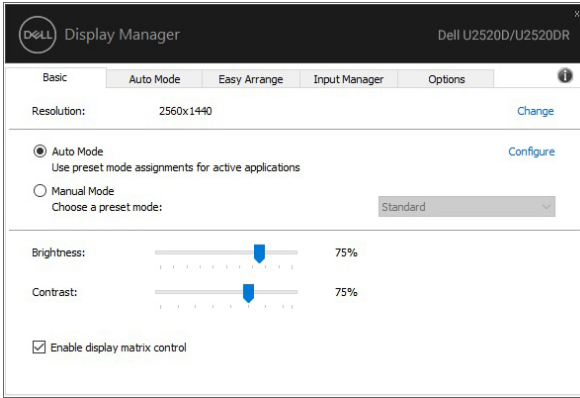 DELL Display Manager Dell U2520D/U2520DR
Basic Auto Mode Easy Arrange Input Manager Options
Resolution: 2560x1440 Change
Auto Mode Configure
Use preset mode assignments for active applications
Manual Mode
Choose a preset mode: Standard
Brightness: 75%
Contrast: 75%
Enable display matrix control